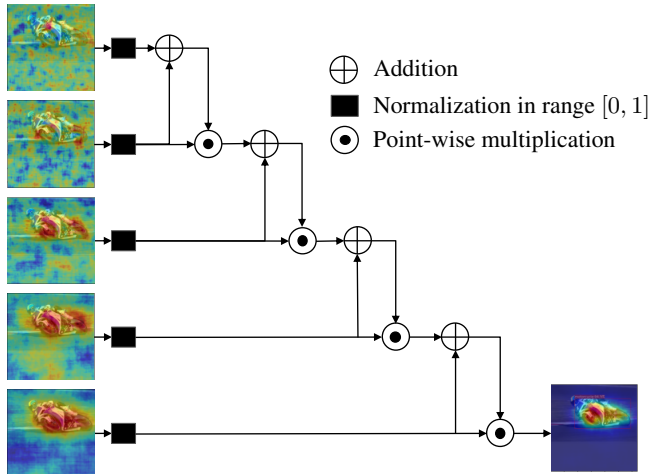 Addition
Normalization in range [0, 1]
Point-wise multiplication